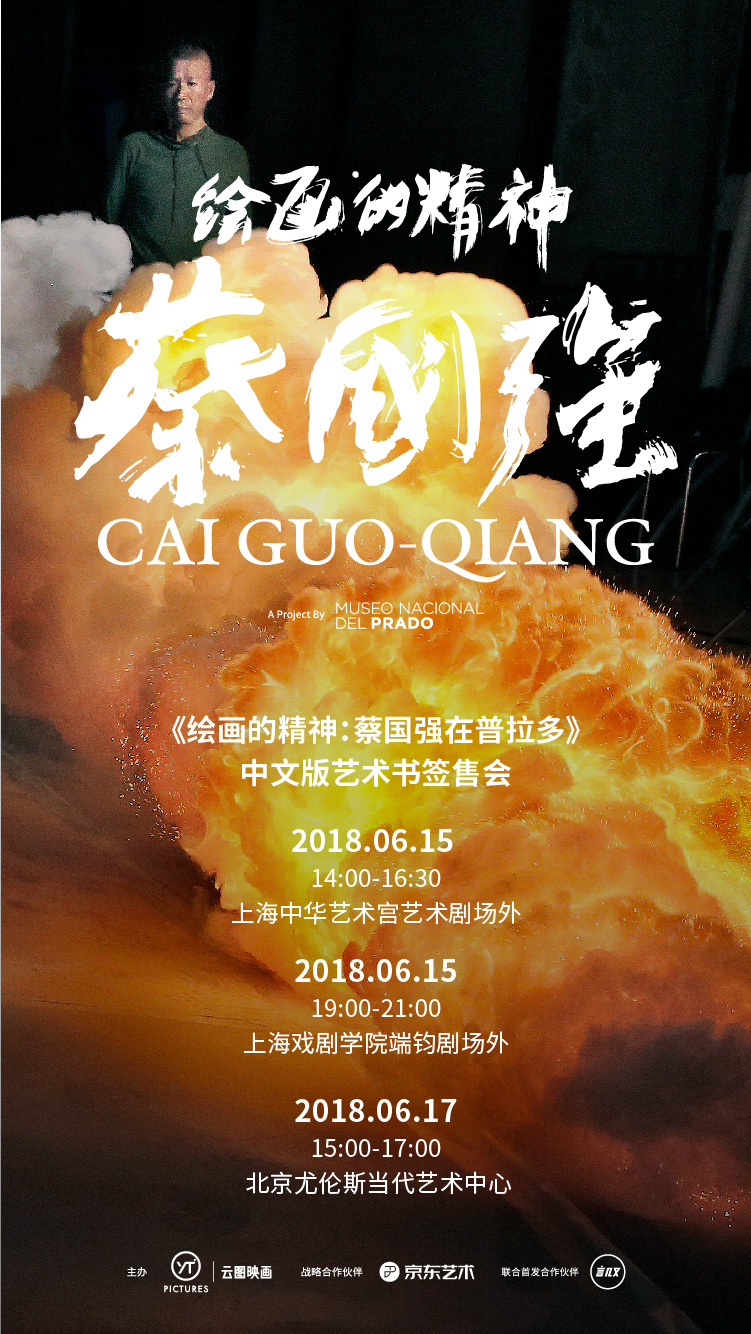 绘画的精神
蔡國强
CAI GUO-QIANG
A Project By MUSEO NACIONAL
DEL PRADO
《绘画的精神：蔡国强在普拉多》
中文版艺术书签售会
2018.06.15
14:00-16:30
上海中华艺术宫艺术剧场外
2018.06.15
19:00-21:00
上海戏剧学院端钧剧场外
2018.06.17
15:00-17:00
北京尤伦斯当代艺术中心
主办 YT PICTURES 云图映画 战略合作伙伴 京东艺术 联合首发合作伙伴 言几又